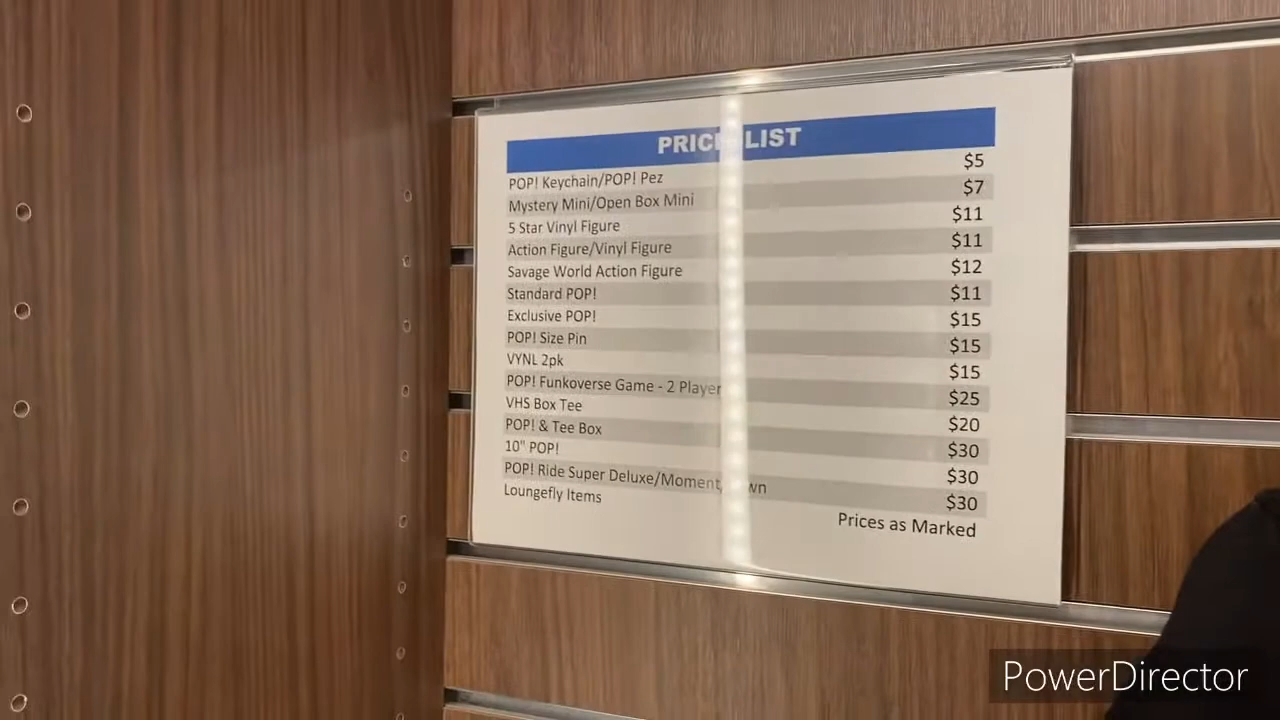 PRICE LIST
POP! Keychain/POP! Pez $5
Mystery Mini/Open Box Mini $7
5 Star Vinyl Figure $11
Action Figure/Vinyl Figure $11
Savage World Action Figure $12
Standard POP! $11
Exclusive POP! $15
POP! Size Pin $15
VYNL 2pk $15
POP! Funkoverse Game - 2 Player $25
VHS Box Tee $20
POP! & Tee Box $30
10" POP! $30
POP! Ride Super Deluxe/Moment $30
Loungefly Items Prices as Marked
PowerDirector